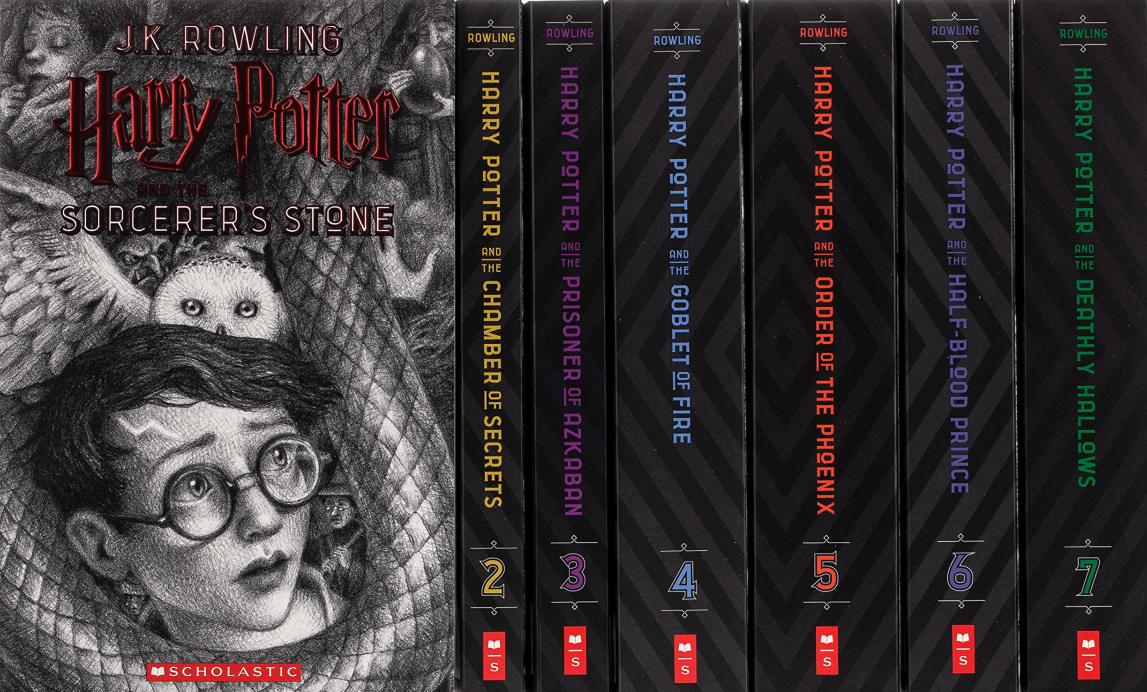 J.K. ROWLING
Harry Potter
AND THE
SORCERER'S STONE
SCHOLASTIC
ROWLING
HARRY POTTER AND THE CHAMBER OF SECRETS
2
S
ROWLING
HARRY POTTER AND THE PRISONER OF AZKABAN
3
S
ROWLING
HARRY POTTER AND THE GOBLET OF FIRE
4
S
ROWLING
HARRY POTTER AND THE ORDER OF THE PHOENIX
5
S
ROWLING
HARRY POTTER AND THE HALF-BLOOD PRINCE
6
S
ROWLING
HARRY POTTER AND THE DEATHLY HALLOWS
7
S